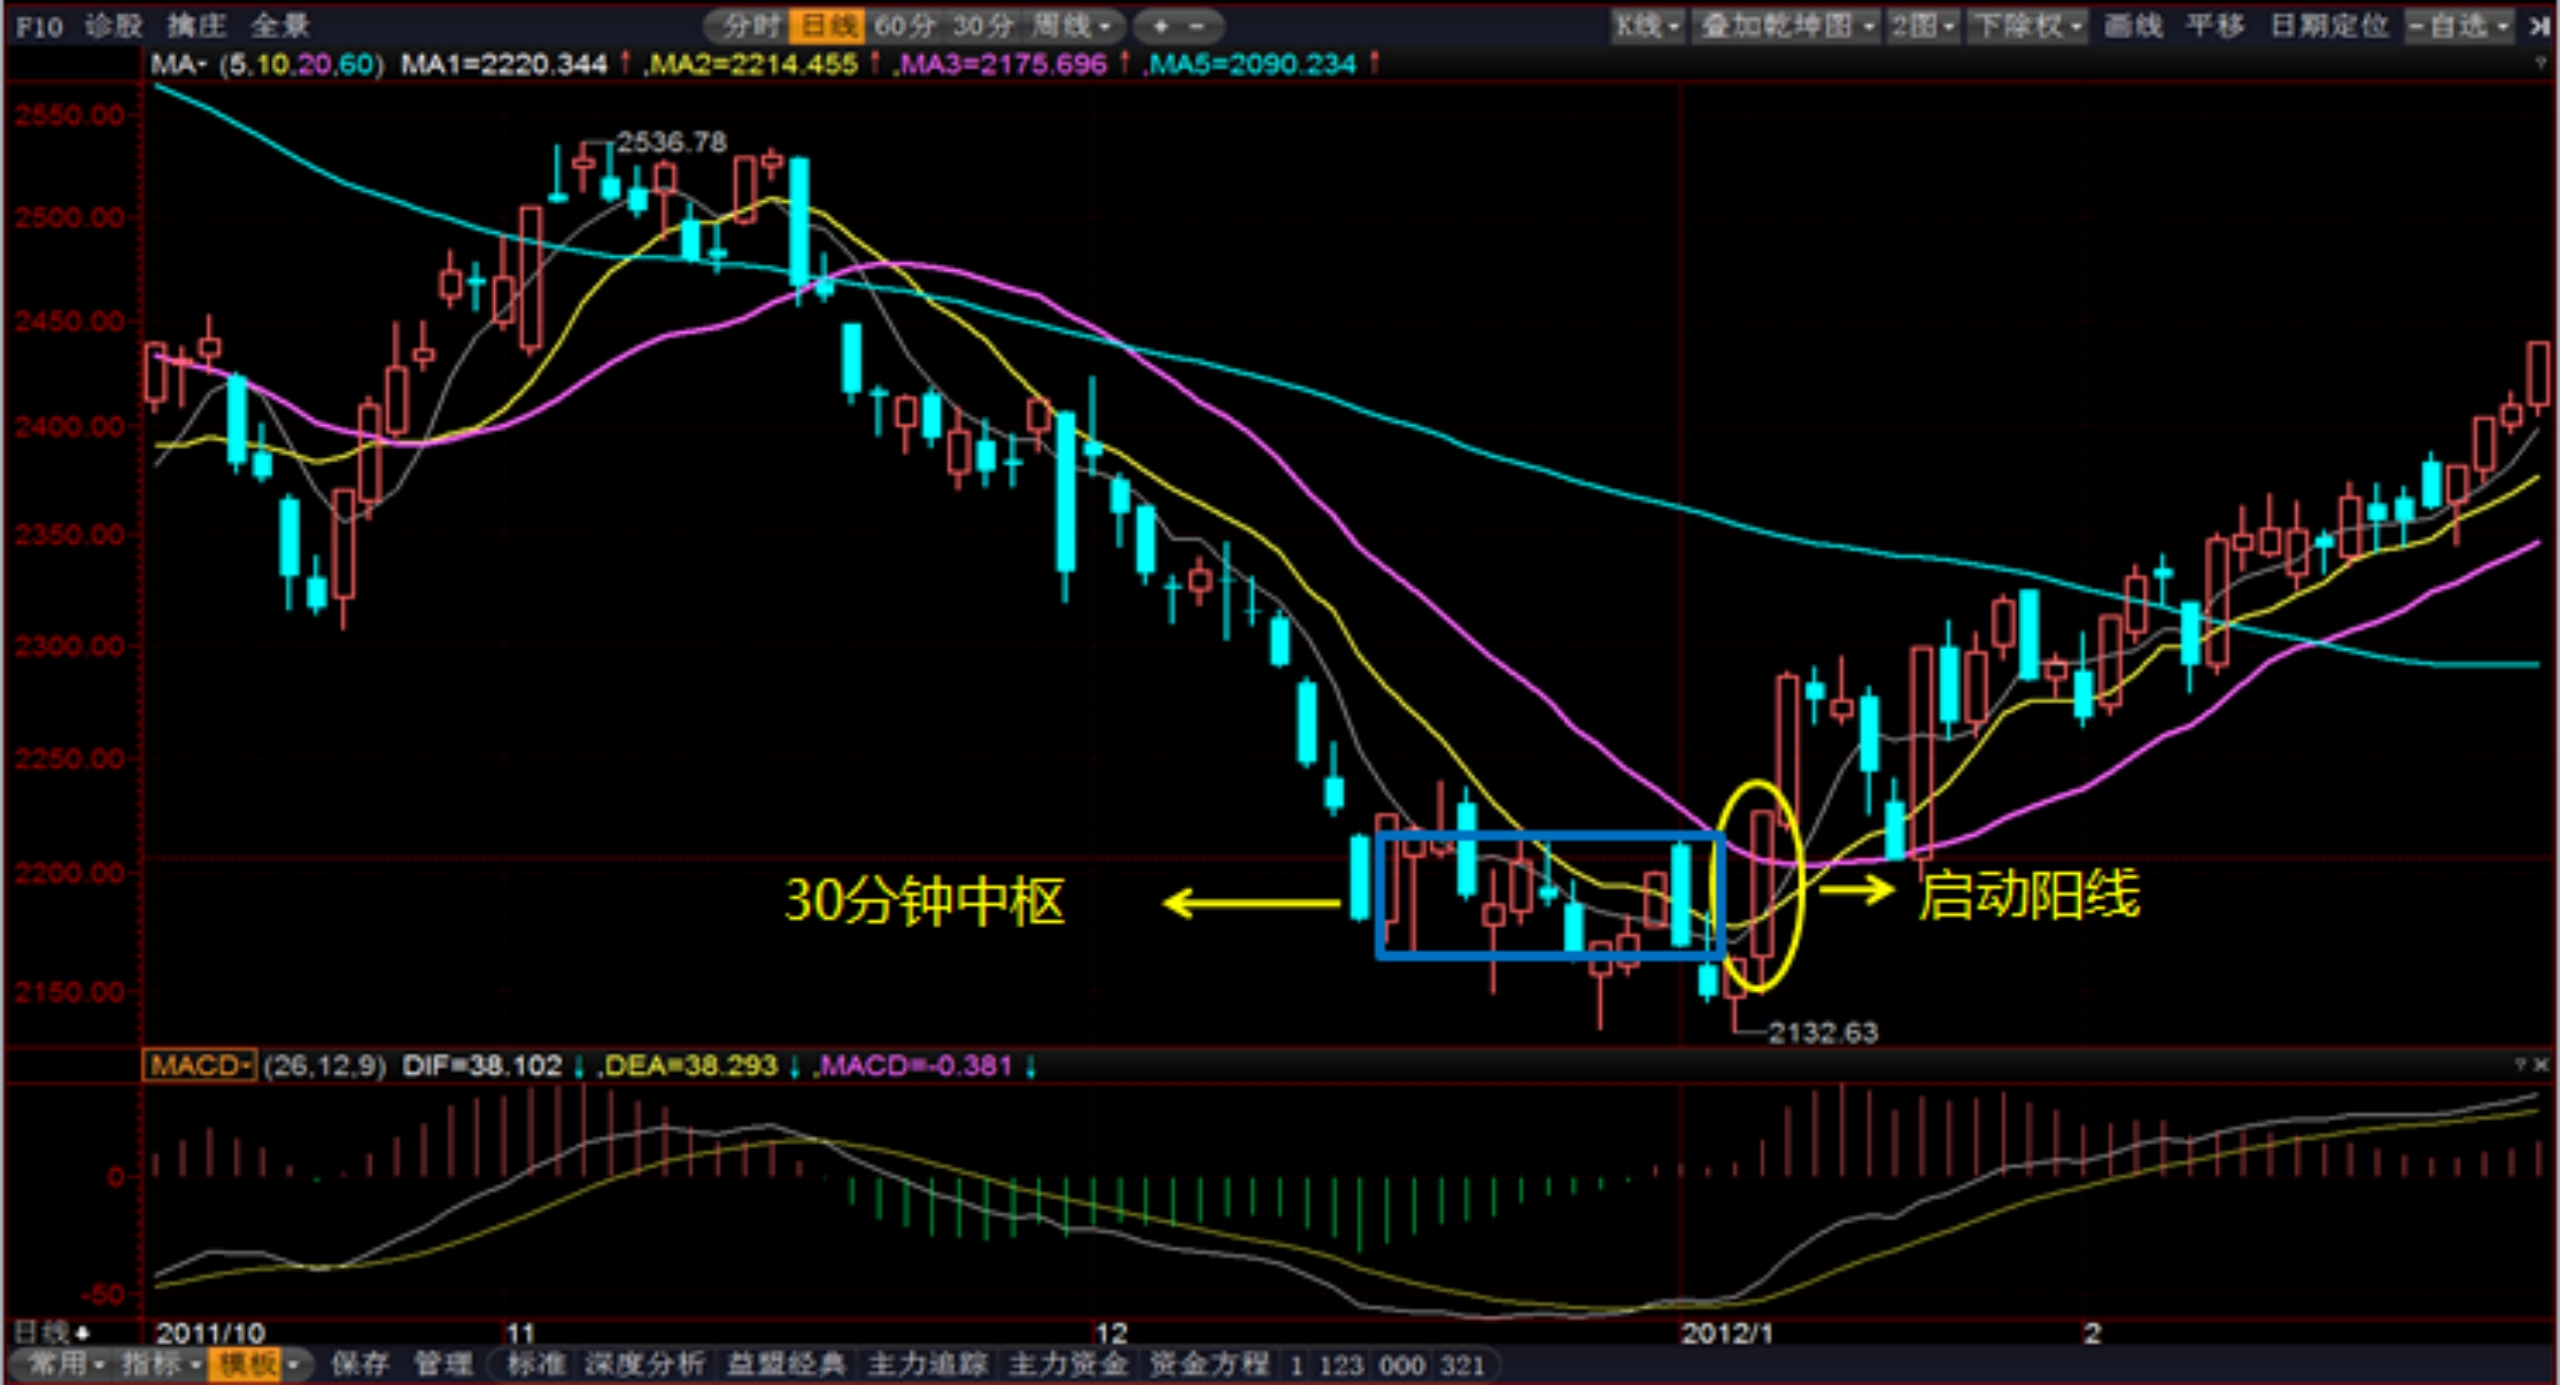 F10 诊股 擒庄 全景 分时 日线 60分 30分 周线 + - K线 叠加乾坤图 2图 下除权 画线 平移 日期定位 -自选
MA (5,10,20,60) MA1=2220.344 ↑ ,MA2=2214.455 ↑ ,MA3=2175.696 ↑ ,MA5=2090.234 ↑ ?
2550.00
2536.78
2500.00
2450.00
2400.00
2350.00
2300.00
2250.00
2200.00
30分钟中枢
启动阳线
2150.00
2132.63
MACD (26,12,9) DIF=38.102 ↓ ,DEA=38.293 ↓ ,MACD=-0.381 ↓ ? ×
0
-50
日线 2011/10 11 12 2012/1 2
常用 指标 模板 保存 管理 标准 深度分析 益盟经典 主力追踪 主力资金 资金方程 1 123 000 321